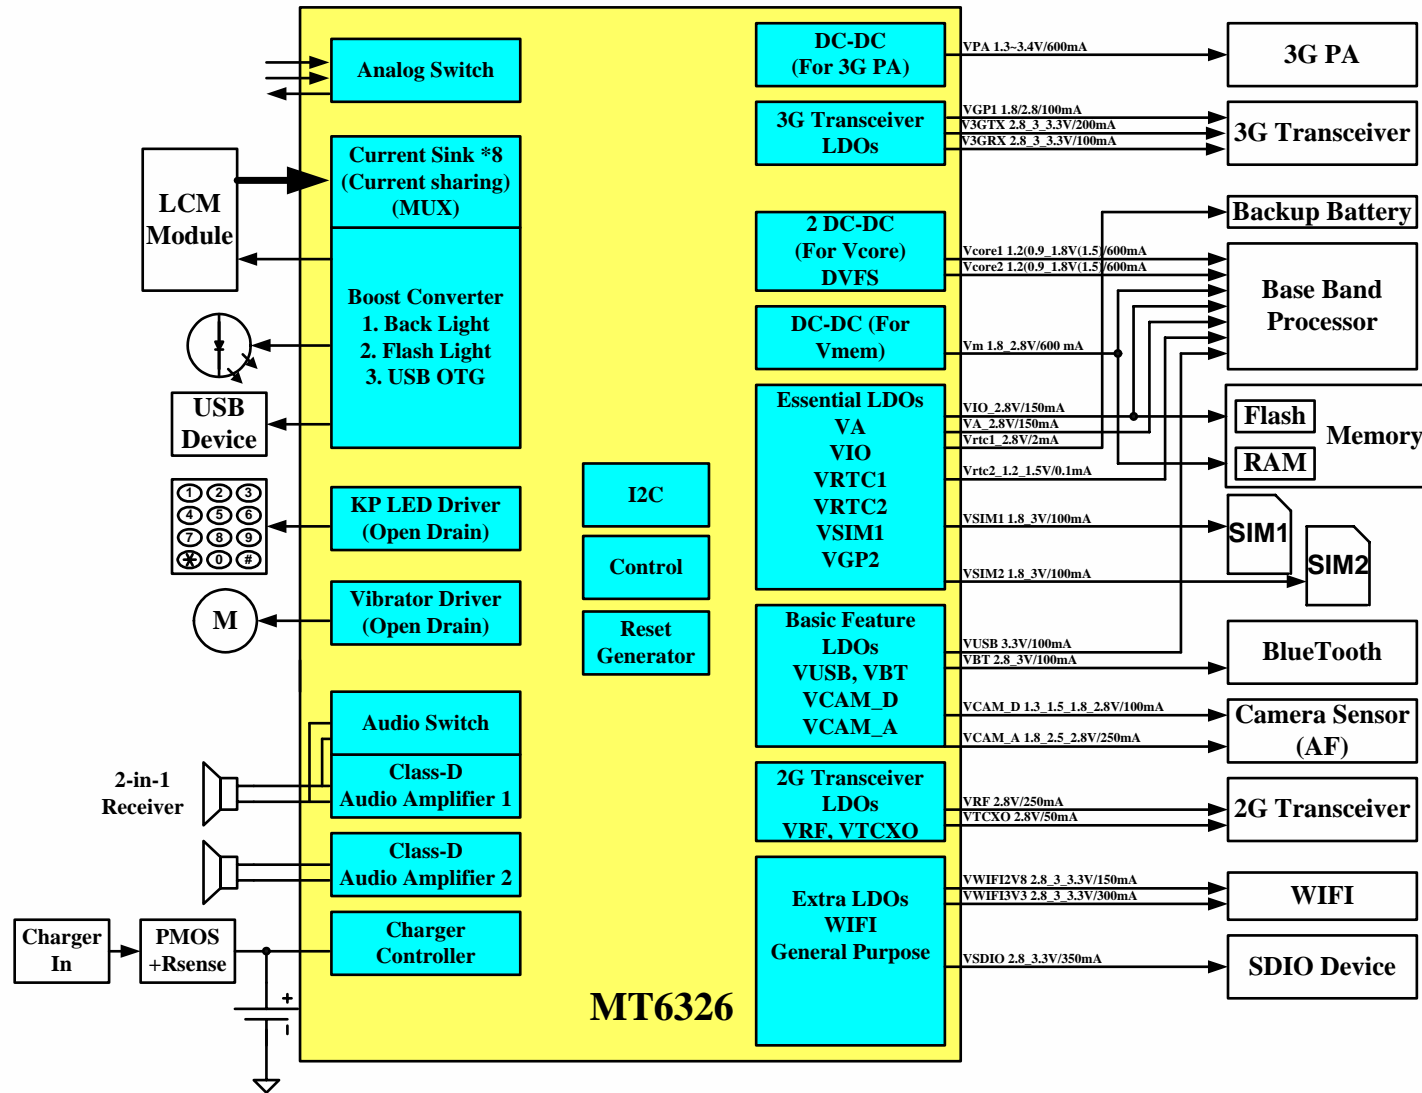 Analog Switch
Current Sink *8
(Current sharing)
(MUX)
LCM
Module
Boost Converter
1. Back Light
2. Flash Light
3. USB OTG
USB
Device
1 2 3
4 5 6
7 8 9
* 0 #
KP LED Driver
(Open Drain)
M
Vibrator Driver
(Open Drain)
Audio Switch
2-in-1
Receiver
Class-D
Audio Amplifier 1
Class-D
Audio Amplifier 2
Charger
In
PMOS
+Rsense
Charger
Controller
+
I2C
Control
Reset
Generator
MT6326
DC-DC
(For 3G PA)
3G Transceiver
LDOs
2 DC-DC
(For Vcore)
DVFS
DC-DC (For
Vmem)
Essential LDOs
VA
VIO
VRTC1
VRTC2
VSIM1
VGP2
Basic Feature
LDOs
VUSB, VBT
VCAM_D
VCAM_A
2G Transceiver
LDOs
VRF, VTCXO
Extra LDOs
WIFI
General Purpose
VPA 1.3~3.4V/600mA
VGP1 1.8/2.8/100mA
V3GTX 2.8_3_3.3V/200mA
V3GRX 2.8_3_3.3V/100mA
Vcore1 1.2(0.9_1.8V(1.5)/600mA
Vcore2 1.2(0.9_1.8V(1.5)/600mA
Vm 1.8_2.8V/600 mA
VIO_2.8V/150mA
VA_2.8V/150mA
Vrtc1_2.8V/2mA
Vrtc2_1.2_1.5V/0.1mA
VSIM1 1.8_3V/100mA
VSIM2 1.8_3V/100mA
VUSB 3.3V/100mA
VBT 2.8_3V/100mA
VCAM_D 1.3_1.5_1.8_2.8V/100mA
VCAM_A 1.8_2.5_2.8V/250mA
VRF 2.8V/250mA
VTCXO 2.8V/50mA
VWIFI2V8 2.8_3_3.3V/150mA
VWIFI3V3 2.8_3_3.3V/300mA
VSDIO 2.8_3.3V/350mA
3G PA
3G Transceiver
Backup Battery
Base Band
Processor
Flash
Memory
RAM
SIM1
SIM2
BlueTooth
Camera Sensor
(AF)
2G Transceiver
WIFI
SDIO Device